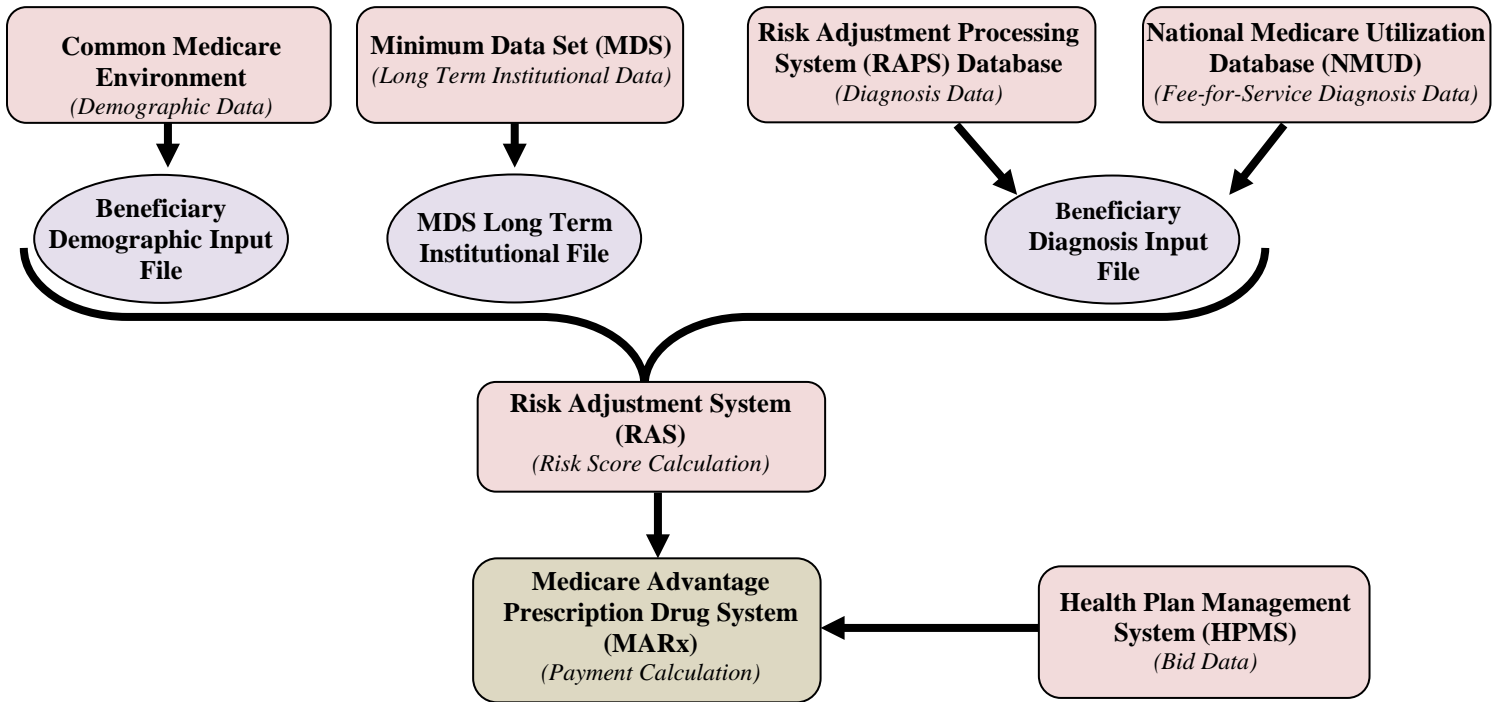 Common Medicare
Environment
(Demographic Data)
Minimum Data Set (MDS)
(Long Term Institutional Data)
Risk Adjustment Processing
System (RAPS) Database
(Diagnosis Data)
National Medicare Utilization
Database (NMUD)
(Fee-for-Service Diagnosis Data)
Beneficiary
Demographic Input
File
MDS Long Term
Institutional File
Beneficiary
Diagnosis Input
File
Risk Adjustment System
(RAS)
(Risk Score Calculation)
Medicare Advantage
Prescription Drug System
(MARx)
(Payment Calculation)
Health Plan Management
System (HPMS)
(Bid Data)